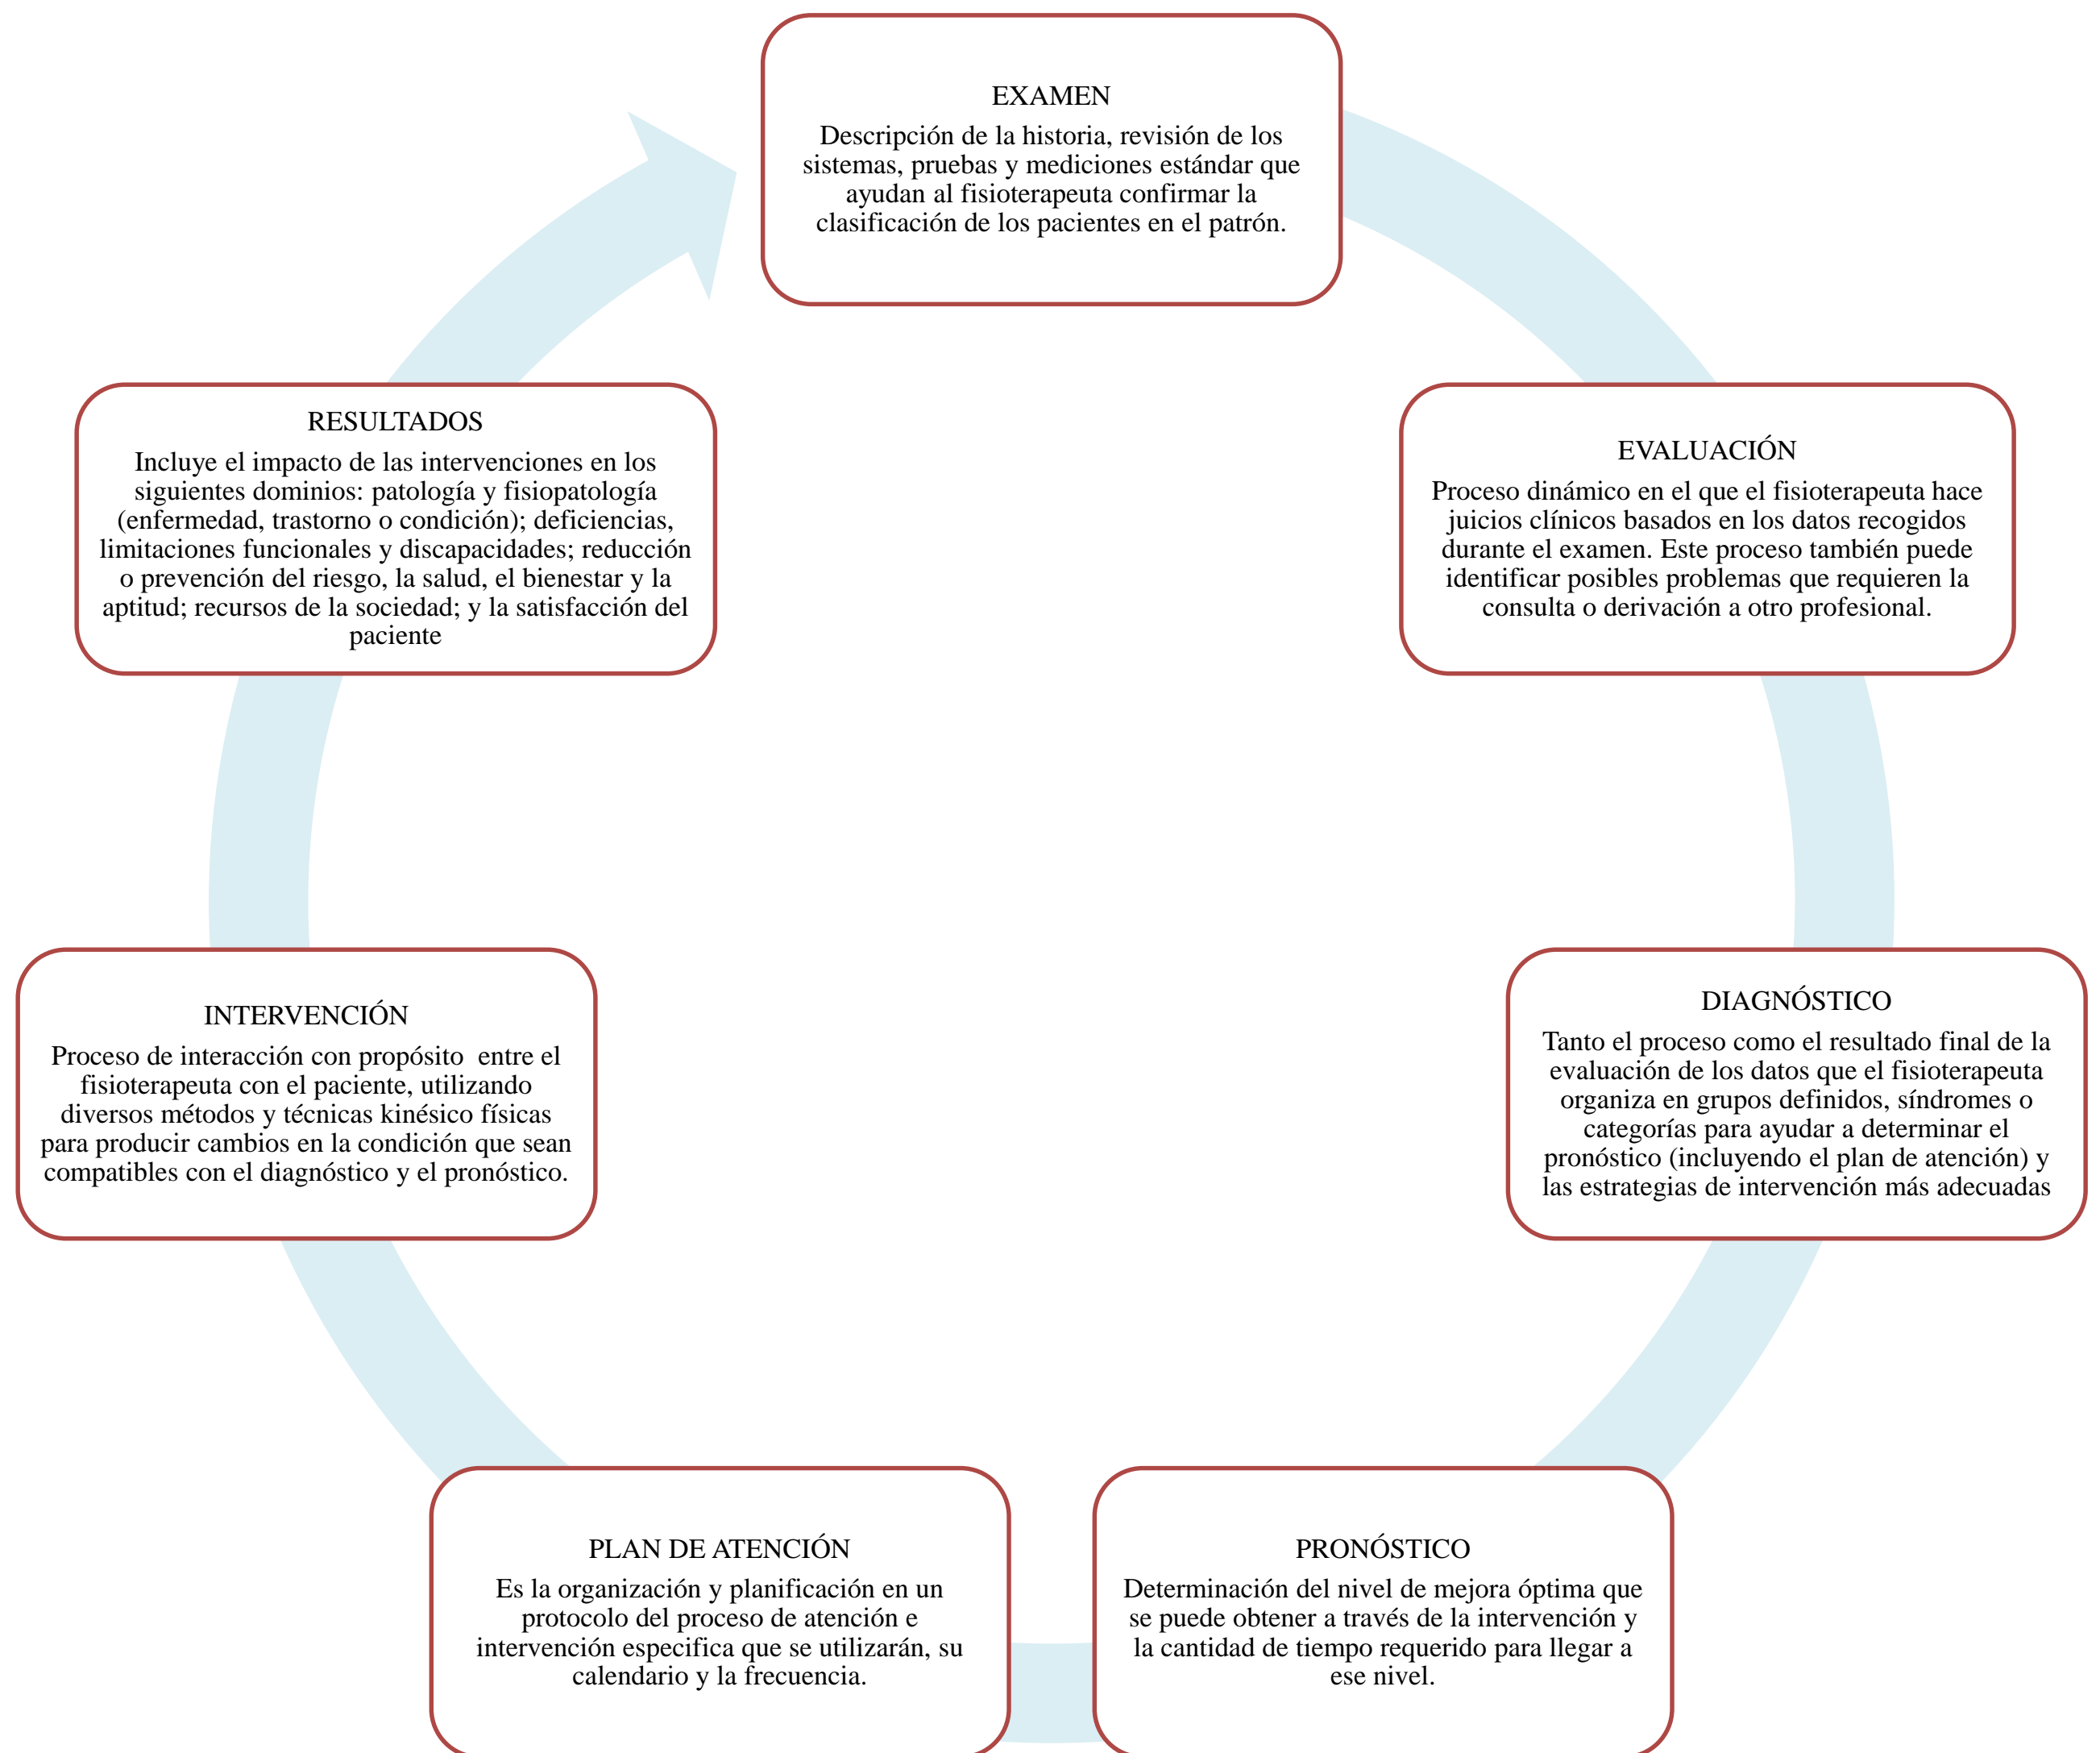 EXAMEN
Descripción de la historia, revisión de los
sistemas, pruebas y mediciones estándar que
ayudan al fisioterapeuta confirmar la
clasificación de los pacientes en el patrón.
EVALUACIÓN
Proceso dinámico en el que el fisioterapeuta hace
juicios clínicos basados en los datos recogidos
durante el examen. Este proceso también puede
identificar posibles problemas que requieren la
consulta o derivación a otro profesional.
DIAGNÓSTICO
Tanto el proceso como el resultado final de la
evaluación de los datos que el fisioterapeuta
organiza en grupos definidos, síndromes o
categorías para ayudar a determinar el
pronóstico (incluyendo el plan de atención) y
las estrategias de intervención más adecuadas
PRONÓSTICO
Determinación del nivel de mejora óptima que
se puede obtener a través de la intervención y
la cantidad de tiempo requerido para llegar a
ese nivel.
PLAN DE ATENCIÓN
Es la organización y planificación en un
protocolo del proceso de atención e
intervención especifica que se utilizarán, su
calendario y la frecuencia.
INTERVENCIÓN
Proceso de interacción con propósito  entre el
fisioterapeuta con el paciente, utilizando
diversos métodos y técnicas kinésico físicas
para producir cambios en la condición que sean
compatibles con el diagnóstico y el pronóstico.
RESULTADOS
Incluye el impacto de las intervenciones en los
siguientes dominios: patología y fisiopatología
(enfermedad, trastorno o condición); deficiencias,
limitaciones funcionales y discapacidades; reducción
o prevención del riesgo, la salud, el bienestar y la
aptitud; recursos de la sociedad; y la satisfacción del
paciente